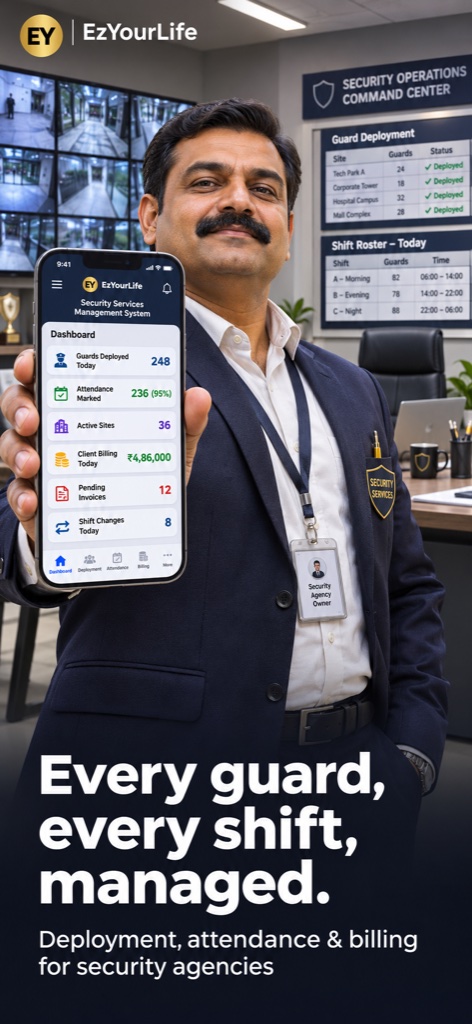 EY | EzYourLife
SECURITY OPERATIONS
COMMAND CENTER
Guard Deployment
Site Guards Status
Tech Park A 24 ✓ Deployed
Corporate Tower 18 ✓ Deployed
Hospital Campus 32 ✓ Deployed
Mall Complex 28 ✓ Deployed
Shift Roster – Today
Shift Guards Time
A – Morning 82 06:00 – 14:00
B – Evening 78 14:00 – 22:00
C – Night 88 22:00 – 06:00
9:41
EY EzYourLife
Security Services
Management System
Dashboard
Guards Deployed
Today
248
Attendance
Marked
236 (95%)
Active Sites 36
Client Billing
Today
₹4,86,000
Pending
Invoices
12
Shift Changes
Today
8
Dashboard Deployment Attendance Billing More
SECURITY
SERVICES
Security
Agency
Owner
Every guard,
every shift,
managed.
Deployment, attendance & billing
for security agencies